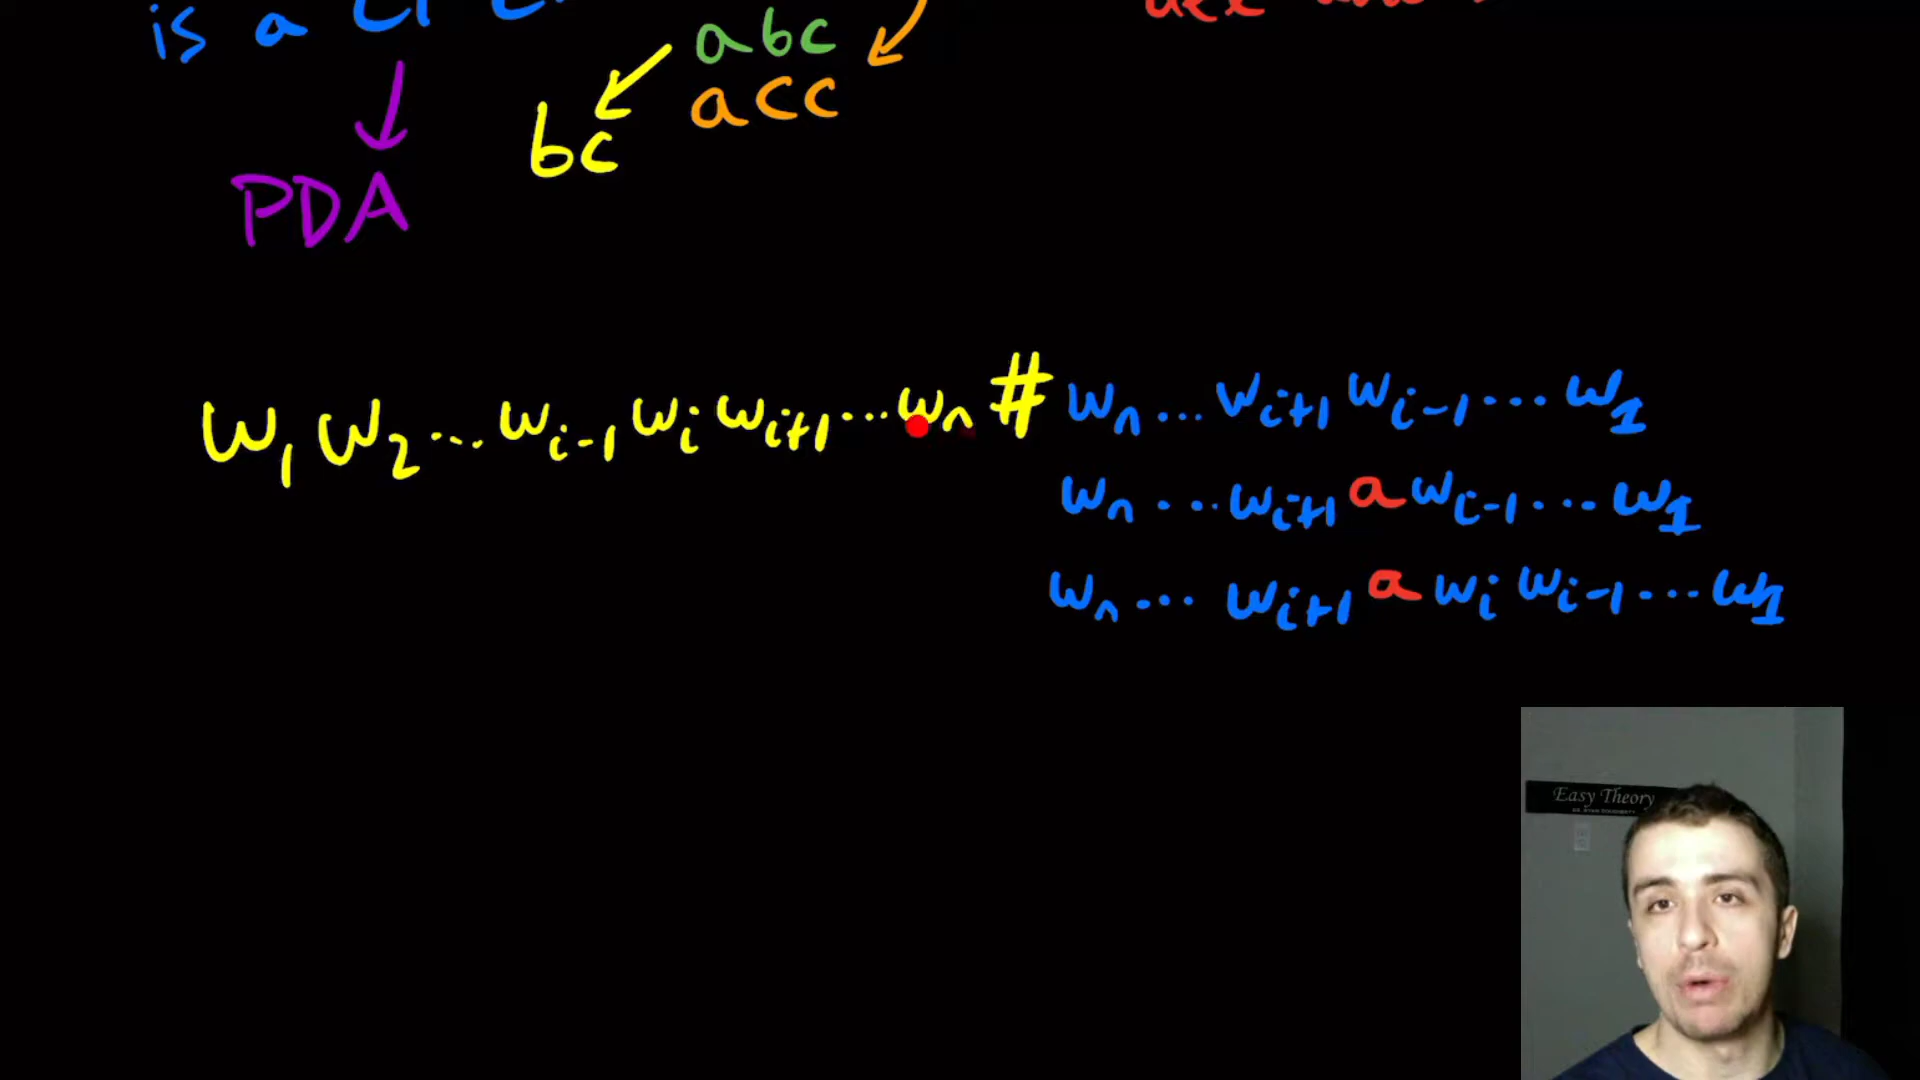 is a
abc
acc
bc
PDA
w₁ w₂ ... wᵢ₋₁ wᵢ wᵢ₊₁ ... wₙ # wₙ ... wᵢ₊₁ wᵢ₋₁ ... w₁
wₙ ... wᵢ₊₁ a wᵢ₋₁ ... w₁
wₙ ... wᵢ₊₁ a wᵢ wᵢ₋₁ ... w₁
Easy Theory